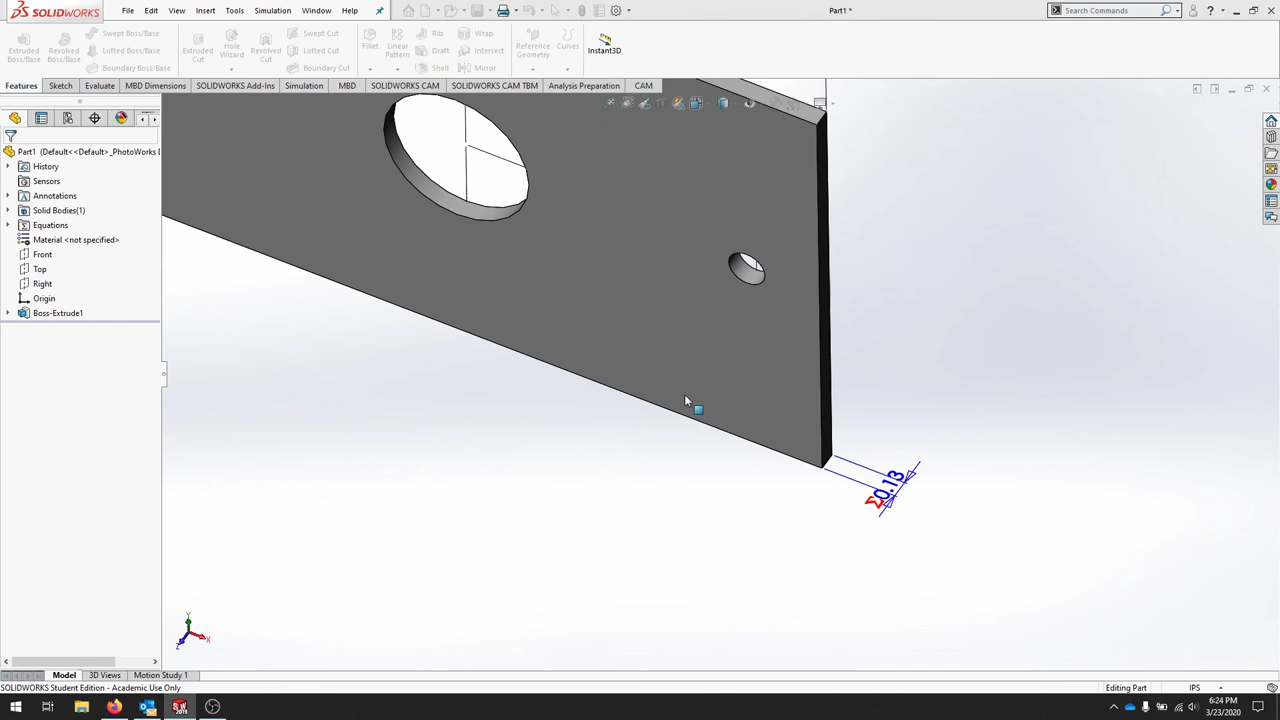 SOLIDWORKS File Edit View Insert Tools Simulation Window Help Part1 * Search Commands
Extruded Boss/Base Revolved Boss/Base Swept Boss/Base Lofted Boss/Base Boundary Boss/Base Extruded Cut Hole Wizard Revolved Cut Swept Cut Lofted Cut Boundary Cut Fillet Linear Pattern Rib Draft Shell Wrap Intersect Mirror Reference Geometry Curves Instant3D
Features Sketch Evaluate MBD Dimensions SOLIDWORKS Add-Ins Simulation MBD SOLIDWORKS CAM SOLIDWORKS CAM TBM Analysis Preparation CAM
Part1 (Default<<Default>_PhotoWorks D
History
Sensors
Annotations
Solid Bodies(1)
Equations
Material <not specified>
Front
Top
Right
Origin
Boss-Extrude1
Σ0.13
Y
X
Z
Model 3D Views Motion Study 1
SOLIDWORKS Student Edition - Academic Use Only Editing Part IPS
6:24 PM
3/23/2020